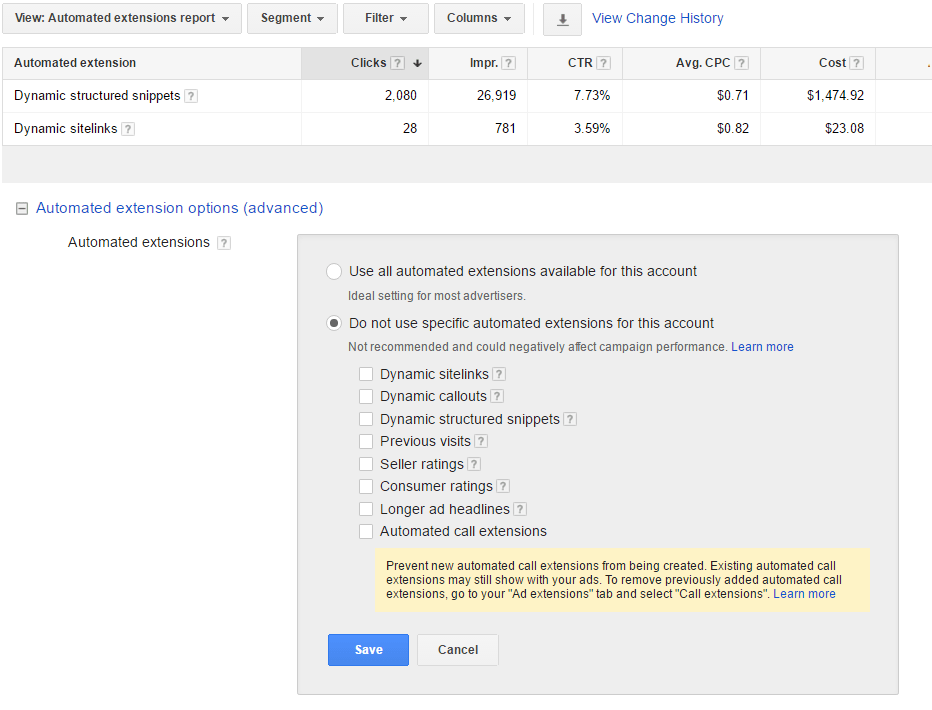 View: Automated extensions report Segment Filter Columns View Change History
Automated extension Clicks ? Impr. ? CTR ? Avg. CPC ? Cost ?
Dynamic structured snippets ? 2,080 26,919 7.73% $0.71 $1,474.92
Dynamic sitelinks ? 28 781 3.59% $0.82 $23.08
Automated extension options (advanced)
Automated extensions ?
Use all automated extensions available for this account
Ideal setting for most advertisers.
Do not use specific automated extensions for this account
Not recommended and could negatively affect campaign performance. Learn more
Dynamic sitelinks ?
Dynamic callouts ?
Dynamic structured snippets ?
Previous visits ?
Seller ratings ?
Consumer ratings ?
Longer ad headlines ?
Automated call extensions
Prevent new automated call extensions from being created. Existing automated call
extensions may still show with your ads. To remove previously added automated call
extensions, go to your "Ad extensions" tab and select "Call extensions". Learn more
Save Cancel